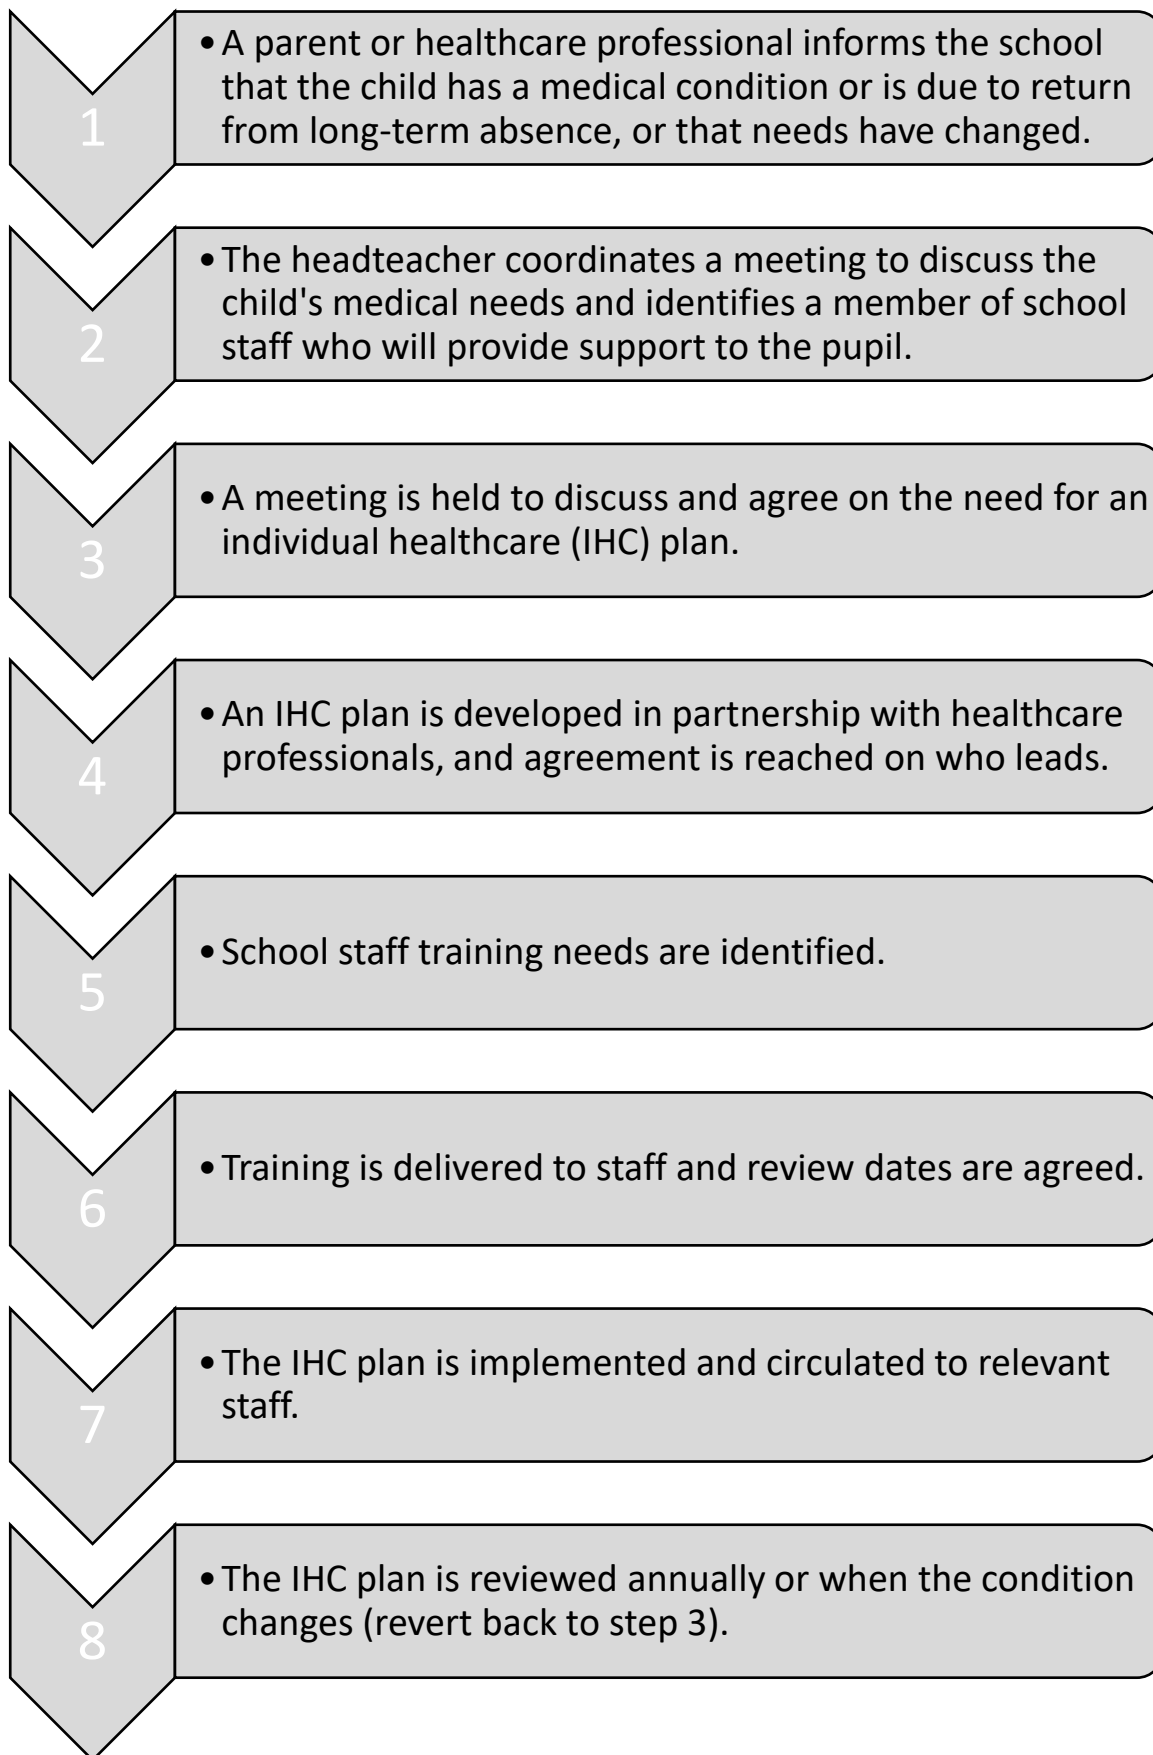 1
• A parent or healthcare professional informs the school
that the child has a medical condition or is due to return
from long-term absence, or that needs have changed.
2
• The headteacher coordinates a meeting to discuss the
child's medical needs and identifies a member of school
staff who will provide support to the pupil.
3
• A meeting is held to discuss and agree on the need for an
individual healthcare (IHC) plan.
4
• An IHC plan is developed in partnership with healthcare
professionals, and agreement is reached on who leads.
5
• School staff training needs are identified.
6
• Training is delivered to staff and review dates are agreed.
7
• The IHC plan is implemented and circulated to relevant
staff.
8
• The IHC plan is reviewed annually or when the condition
changes (revert back to step 3).